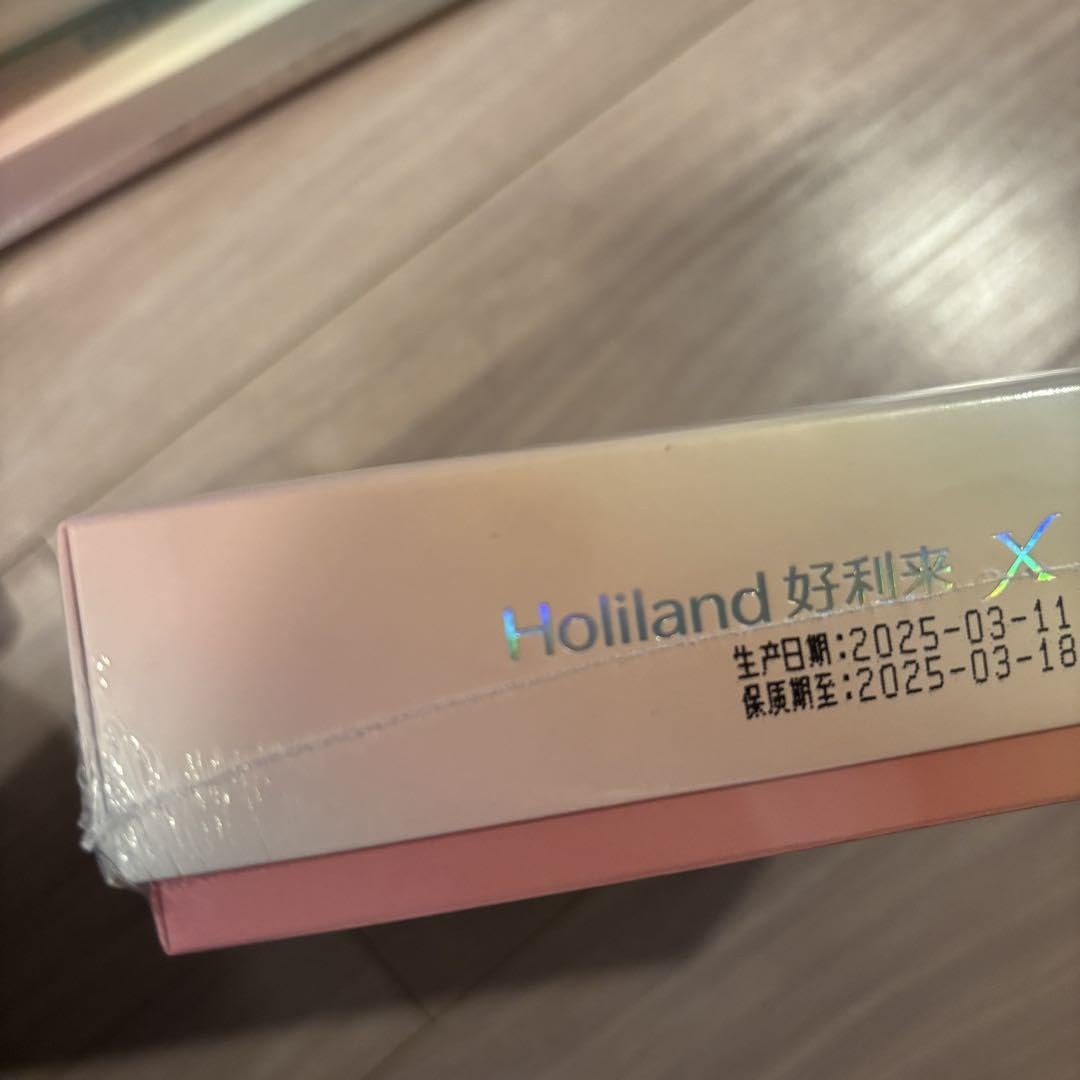 Holiland 好利来 X
生产日期:2025-03-11
保质期至:2025-03-18